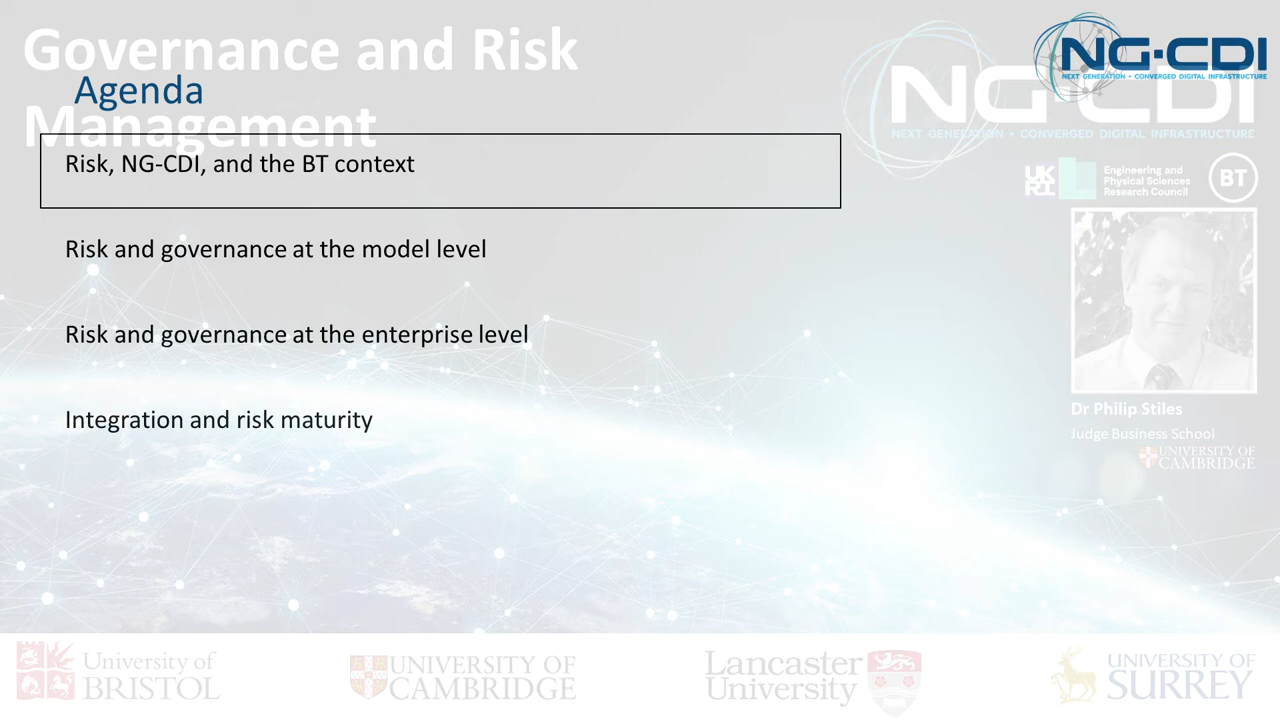 Governance and Risk
Management
Agenda
Risk, NG-CDI, and the BT context
Risk and governance at the model level
Risk and governance at the enterprise level
Integration and risk maturity
NG·CDI
NEXT GENERATION • CONVERGED DIGITAL INFRASTRUCTURE
NG·CDI
NEXT GENERATION • CONVERGED DIGITAL INFRASTRUCTURE
UK
RI
Engineering and
Physical Sciences
Research Council
BT
Dr Philip Stiles
Judge Business School
UNIVERSITY OF
CAMBRIDGE
University of
BRISTOL
UNIVERSITY OF
CAMBRIDGE
Lancaster
University
UNIVERSITY OF
SURREY